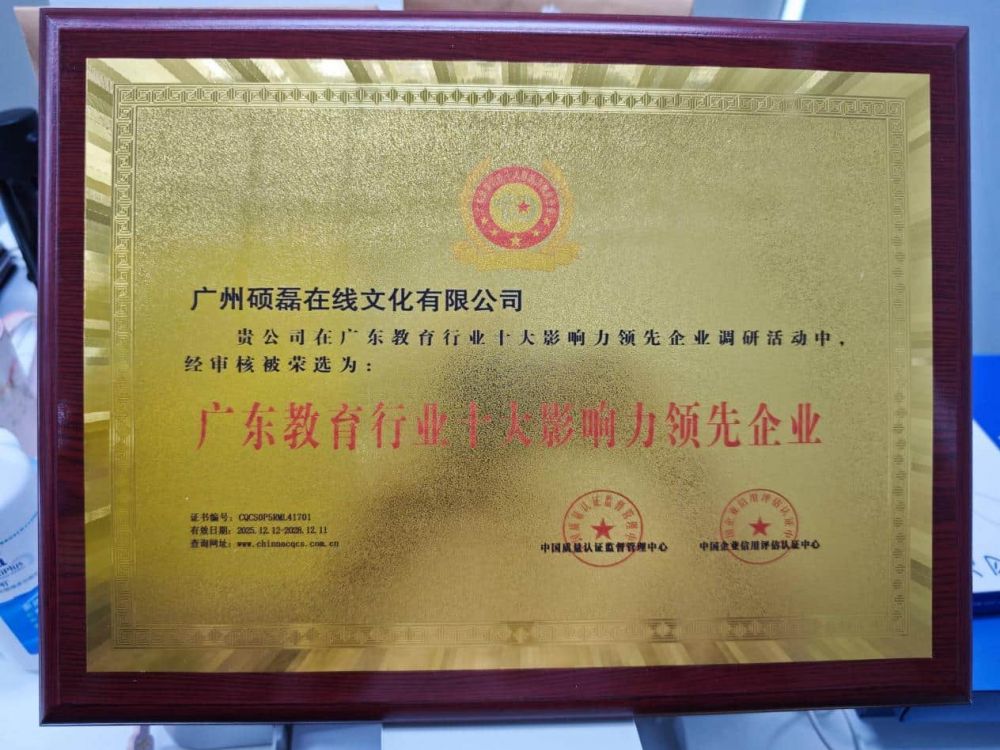 广州硕磊在线文化有限公司
贵公司在广东教育行业十大影响力领先企业调研活动中，
经审核被荣选为：
广东教育行业十大影响力领先企业
证书编号：CQCS0P5RML41701
有效日期：2025.12.12-2028.12.11
查询网址：www.chinnacqcs.com.cn
中国质量认证监督管理中心
中国企业信用评估认证中心